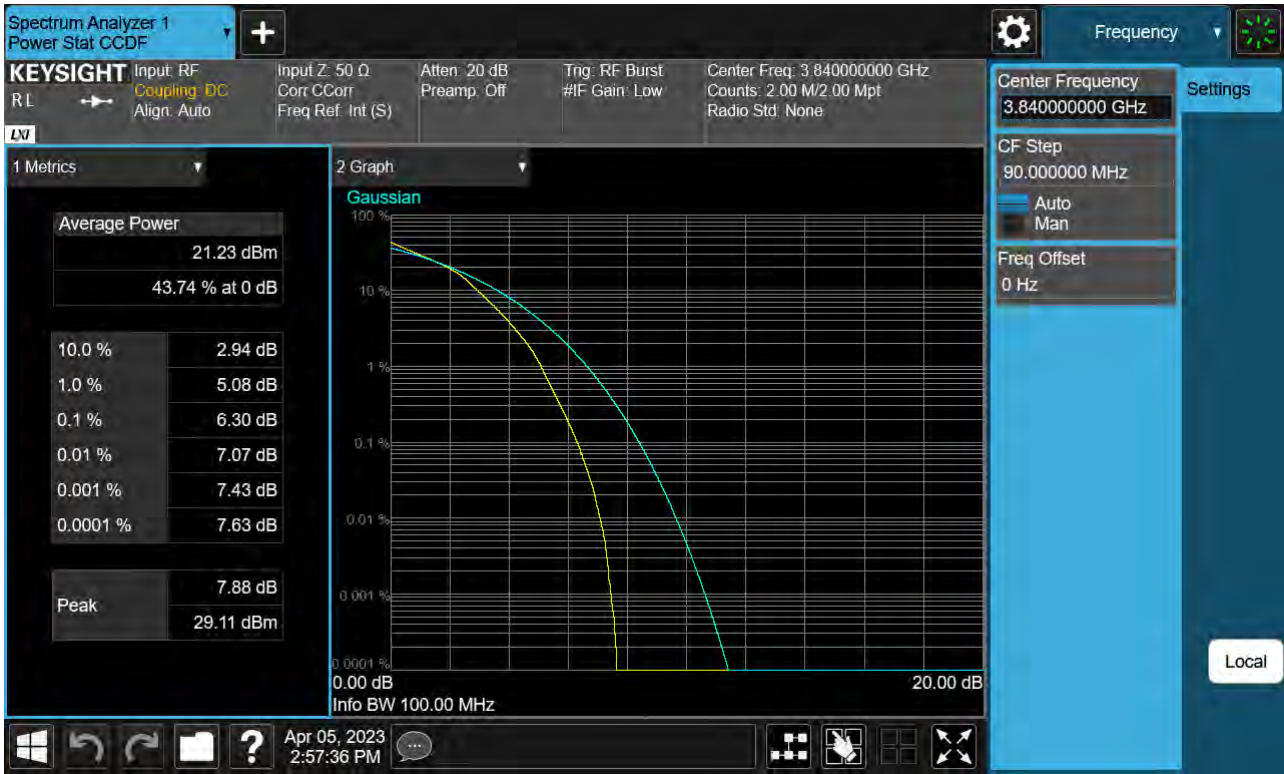 Spectrum Analyzer 1
Power Stat CCDF
+
Frequency
KEYSIGHT
RL
LXI
Input: RF
Coupling: DC
Align: Auto
Input Z: 50 Ω
Corr CCorr
Freq Ref: Int (S)
Atten: 20 dB
Preamp: Off
Trig: RF Burst
#IF Gain: Low
Center Freq: 3.840000000 GHz
Counts: 2.00 M/2.00 Mpt
Radio Std: None
Center Frequency
3.840000000 GHz
Settings
CF Step
90.000000 MHz
Auto
Man
Freq Offset
0 Hz
1 Metrics
Average Power
21.23 dBm
43.74 % at 0 dB
10.0 % 2.94 dB
1.0 % 5.08 dB
0.1 % 6.30 dB
0.01 % 7.07 dB
0.001 % 7.43 dB
0.0001 % 7.63 dB
Peak
7.88 dB
29.11 dBm
2 Graph
Gaussian
100 %
10 %
1 %
0.1 %
0.01 %
0.001 %
0.0001 %
0.00 dB
20.00 dB
Info BW 100.00 MHz
Local
?
Apr 05, 2023
2:57:36 PM